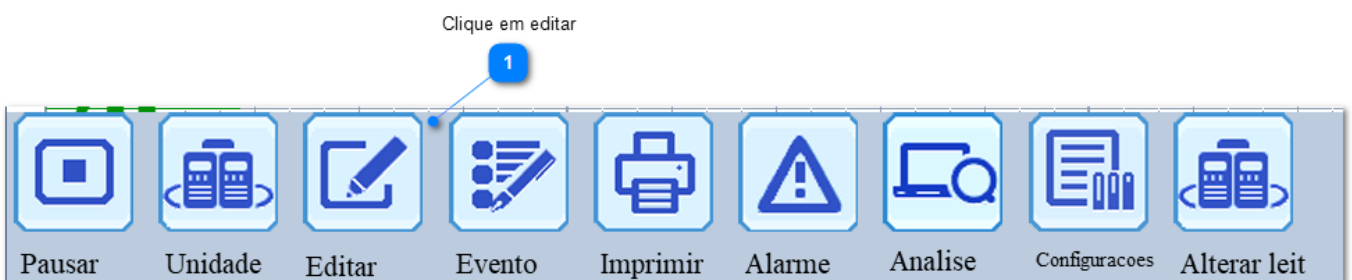 Clique em editar
1
Pausar Unidade Editar Evento Imprimir Alarme Analise Configuracoes Alterar leit